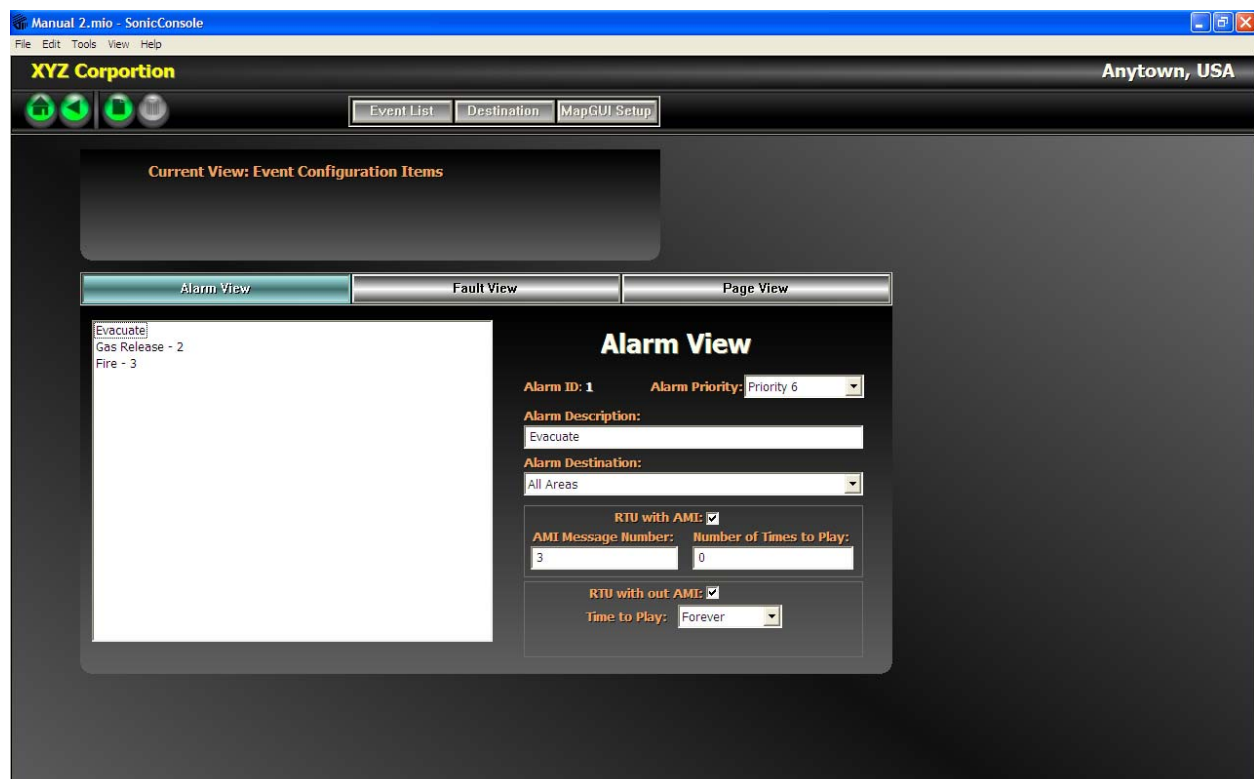 Manual 2.mio - SonicConsole
File Edit Tools View Help
XYZ Corportion
Anytown, USA
Event List Destination MapGUI Setup
Current View: Event Configuration Items
Alarm View Fault View Page View
Evacuate
Gas Release - 2
Fire - 3
Alarm View
Alarm ID: 1 Alarm Priority: Priority 6
Alarm Description:
Evacuate
Alarm Destination:
All Areas
RTU with AMI:
AMI Message Number: Number of Times to Play:
3 0
RTU with out AMI:
Time to Play: Forever